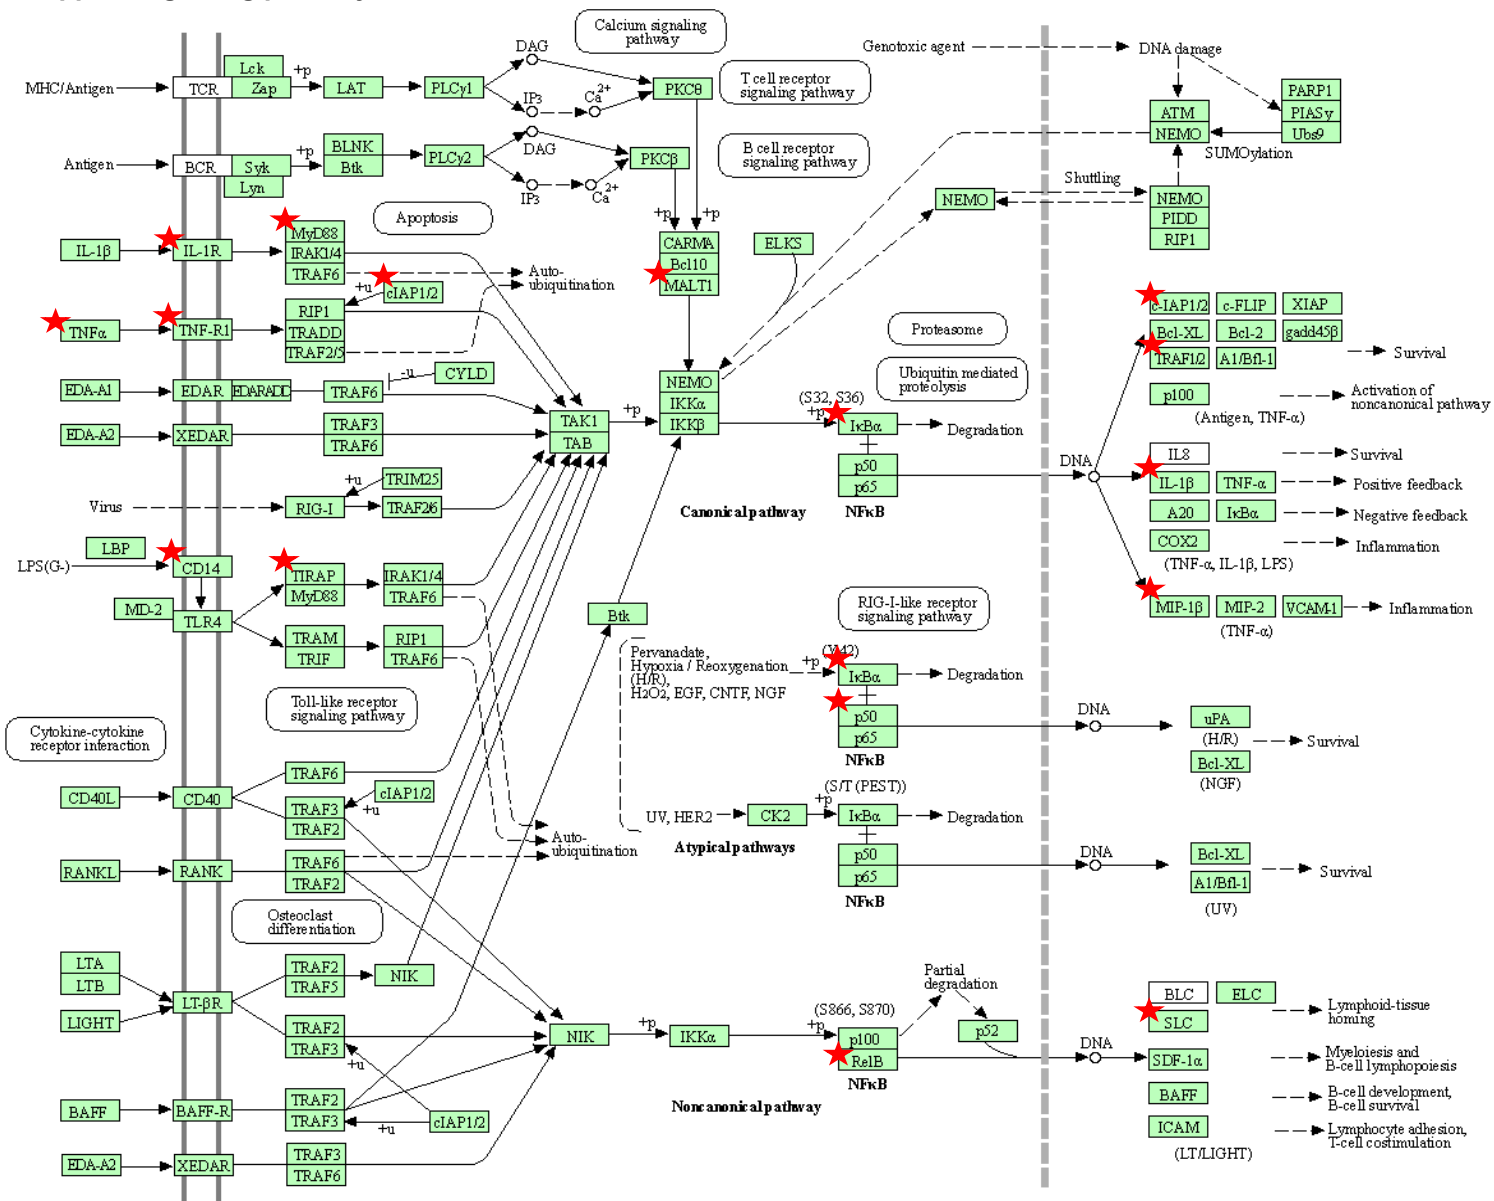 Calcium signaling
pathway
Genotoxic agent
DNA damage
DAG
Lck
+p
MHC/Antigen
TCR
Zap
LAT
PLCγ1
PKCθ
T cell receptor
signaling pathway
PARP1
IP3
Ca2+
ATM
PIASy
NEMO
Ubs9
SUMOylation
BLNK
DAG
B cell receptor
signaling pathway
Antigen
BCR
Syk
+p
Btk
PLCγ2
PKCβ
Lyn
IP3
Ca2+
Shuttling
NEMO
NEMO
PIDD
RIP1
Apoptosis
+p
+p
MyD88
IL-1β
IL-1R
IRAK1/4
TRAF6
Auto-
ubiquitination
CARMA
Bcl10
MALT1
ELKS
+u
cIAP1/2
RIP1
TNFα
TNF-R1
TRADD
TRAF2/5
Proteasome
c-IAP1/2
c-FLIP
XIAP
Bcl-XL
Bcl-2
gadd45β
TRAF1/2
A1/Bfl-1
Survival
Ubiquitin mediated
proteolysis
-u
CYLD
EDA-A1
EDAR
EDARADD
TRAF6
NEMO
IKKα
IKKβ
p100
Activation of
noncanonical pathway
(Antigen, TNF-α)
(S32, S36)
+p
TAK1
TAB
+p
IκBα
Degradation
EDA-A2
XEDAR
TRAF3
TRAF6
p50
p65
NFκB
DNA
IL8
Survival
IL-1β
TNF-α
Positive feedback
A20
IκBα
Negative feedback
COX2
Inflammation
(TNF-α, IL-1β, LPS)
+u
TRIM25
Virus
RIG-I
TRAF2/6
Canonical pathway
LBP
LPS(G-)
CD14
TIRAP
MyD88
IRAK1/4
TRAF6
MD-2
TLR4
TRAM
TRIF
RIP1
TRAF6
Btk
RIG-I-like receptor
signaling pathway
MIP-1β
MIP-2
VCAM-1
Inflammation
(TNF-α)
Pervanadate,
Hypoxia / Reoxygenation
(H/R),
H2O2, EGF, CNTF, NGF
+p
IκBα
Degradation
p50
p65
NFκB
DNA
uPA
(H/R)
Survival
Bcl-XL
(NGF)
Toll-like receptor
signaling pathway
Cytokine-cytokine
receptor interaction
TRAF6
CD40L
CD40
TRAF3
TRAF2
cIAP1/2
+u
(S/T (PEST))
UV, HER2
CK2
+p
IκBα
Degradation
Auto-
ubiquitination
Atypical pathways
p50
p65
NFκB
DNA
Bcl-XL
A1/Bfl-1
Survival
(UV)
RANKL
RANK
TRAF6
TRAF2
Osteoclast
differentiation
LTA
LTB
LIGHT
LT-βR
TRAF2
TRAF5
NIK
TRAF2
TRAF3
+u
NIK
+p
IKKα
(S866, S870)
+p
p100
RelB
NFκB
Partial
degradation
p52
DNA
BLC
ELC
SLC
Lymphoid-tissue
homing
SDF-1α
Myeloiesis and
B-cell lymphopoiesis
BAFF
B-cell development,
B-cell survival
ICAM
Lymphocyte adhesion,
T-cell costimulation
(LT/LIGHT)
Noncanonical pathway
BAFF
BAFF-R
TRAF2
TRAF3
+u
cIAP1/2
EDA-A2
XEDAR
TRAF3
TRAF6